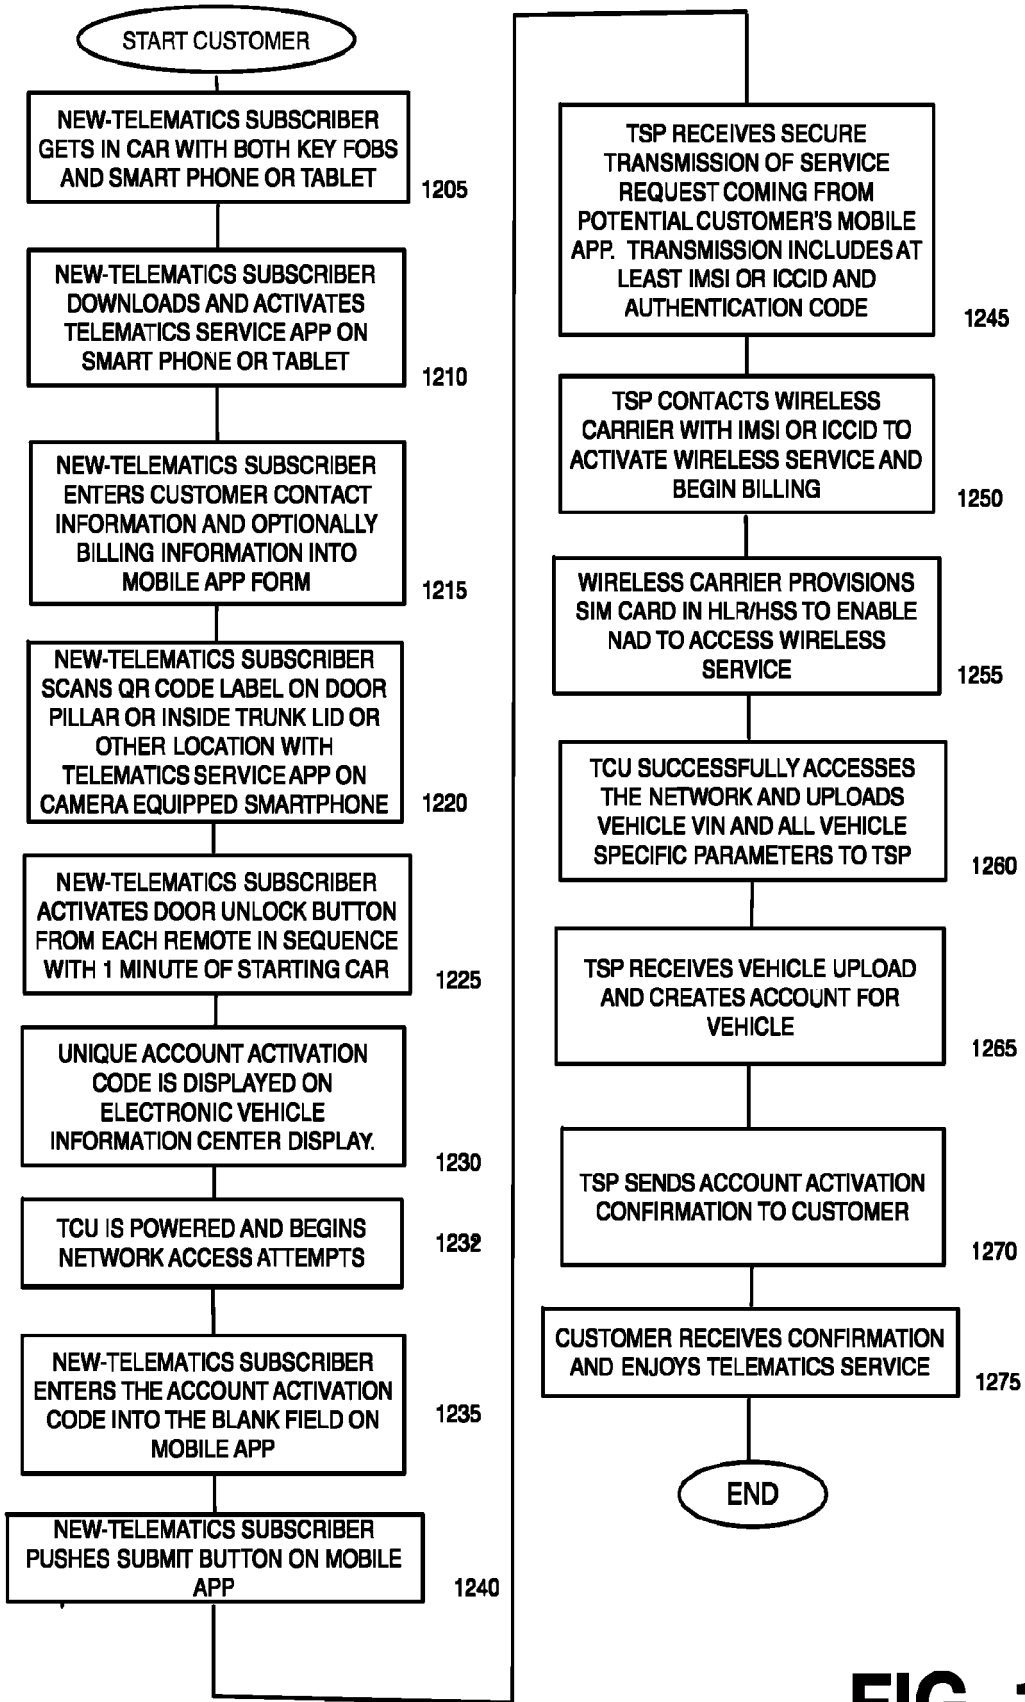 START CUSTOMER
NEW-TELEMATICS SUBSCRIBER
GETS IN CAR WITH BOTH KEY FOBS
AND SMART PHONE OR TABLET
1205
NEW-TELEMATICS SUBSCRIBER
DOWNLOADS AND ACTIVATES
TELEMATICS SERVICE APP ON
SMART PHONE OR TABLET
1210
NEW-TELEMATICS SUBSCRIBER
ENTERS CUSTOMER CONTACT
INFORMATION AND OPTIONALLY
BILLING INFORMATION INTO
MOBILE APP FORM
1215
NEW-TELEMATICS SUBSCRIBER
SCANS QR CODE LABEL ON DOOR
PILLAR OR INSIDE TRUNK LID OR
OTHER LOCATION WITH
TELEMATICS SERVICE APP ON
CAMERA EQUIPPED SMARTPHONE
1220
NEW-TELEMATICS SUBSCRIBER
ACTIVATES DOOR UNLOCK BUTTON
FROM EACH REMOTE IN SEQUENCE
WITH 1 MINUTE OF STARTING CAR
1225
UNIQUE ACCOUNT ACTIVATION
CODE IS DISPLAYED ON
ELECTRONIC VEHICLE
INFORMATION CENTER DISPLAY.
1230
TCU IS POWERED AND BEGINS
NETWORK ACCESS ATTEMPTS
1232
NEW-TELEMATICS SUBSCRIBER
ENTERS THE ACCOUNT ACTIVATION
CODE INTO THE BLANK FIELD ON
MOBILE APP
1235
NEW-TELEMATICS SUBSCRIBER
PUSHES SUBMIT BUTTON ON MOBILE
APP
1240
TSP RECEIVES SECURE
TRANSMISSION OF SERVICE
REQUEST COMING FROM
POTENTIAL CUSTOMER'S MOBILE
APP. TRANSMISSION INCLUDES AT
LEAST IMSI OR ICCID AND
AUTHENTICATION CODE
1245
TSP CONTACTS WIRELESS
CARRIER WITH IMSI OR ICCID TO
ACTIVATE WIRELESS SERVICE AND
BEGIN BILLING
1250
WIRELESS CARRIER PROVISIONS
SIM CARD IN HLR/HSS TO ENABLE
NAD TO ACCESS WIRELESS
SERVICE
1255
TCU SUCCESSFULLY ACCESSES
THE NETWORK AND UPLOADS
VEHICLE VIN AND ALL VEHICLE
SPECIFIC PARAMETERS TO TSP
1260
TSP RECEIVES VEHICLE UPLOAD
AND CREATES ACCOUNT FOR
VEHICLE
1265
TSP SENDS ACCOUNT ACTIVATION
CONFIRMATION TO CUSTOMER
1270
CUSTOMER RECEIVES CONFIRMATION
AND ENJOYS TELEMATICS SERVICE
1275
END
FIG.